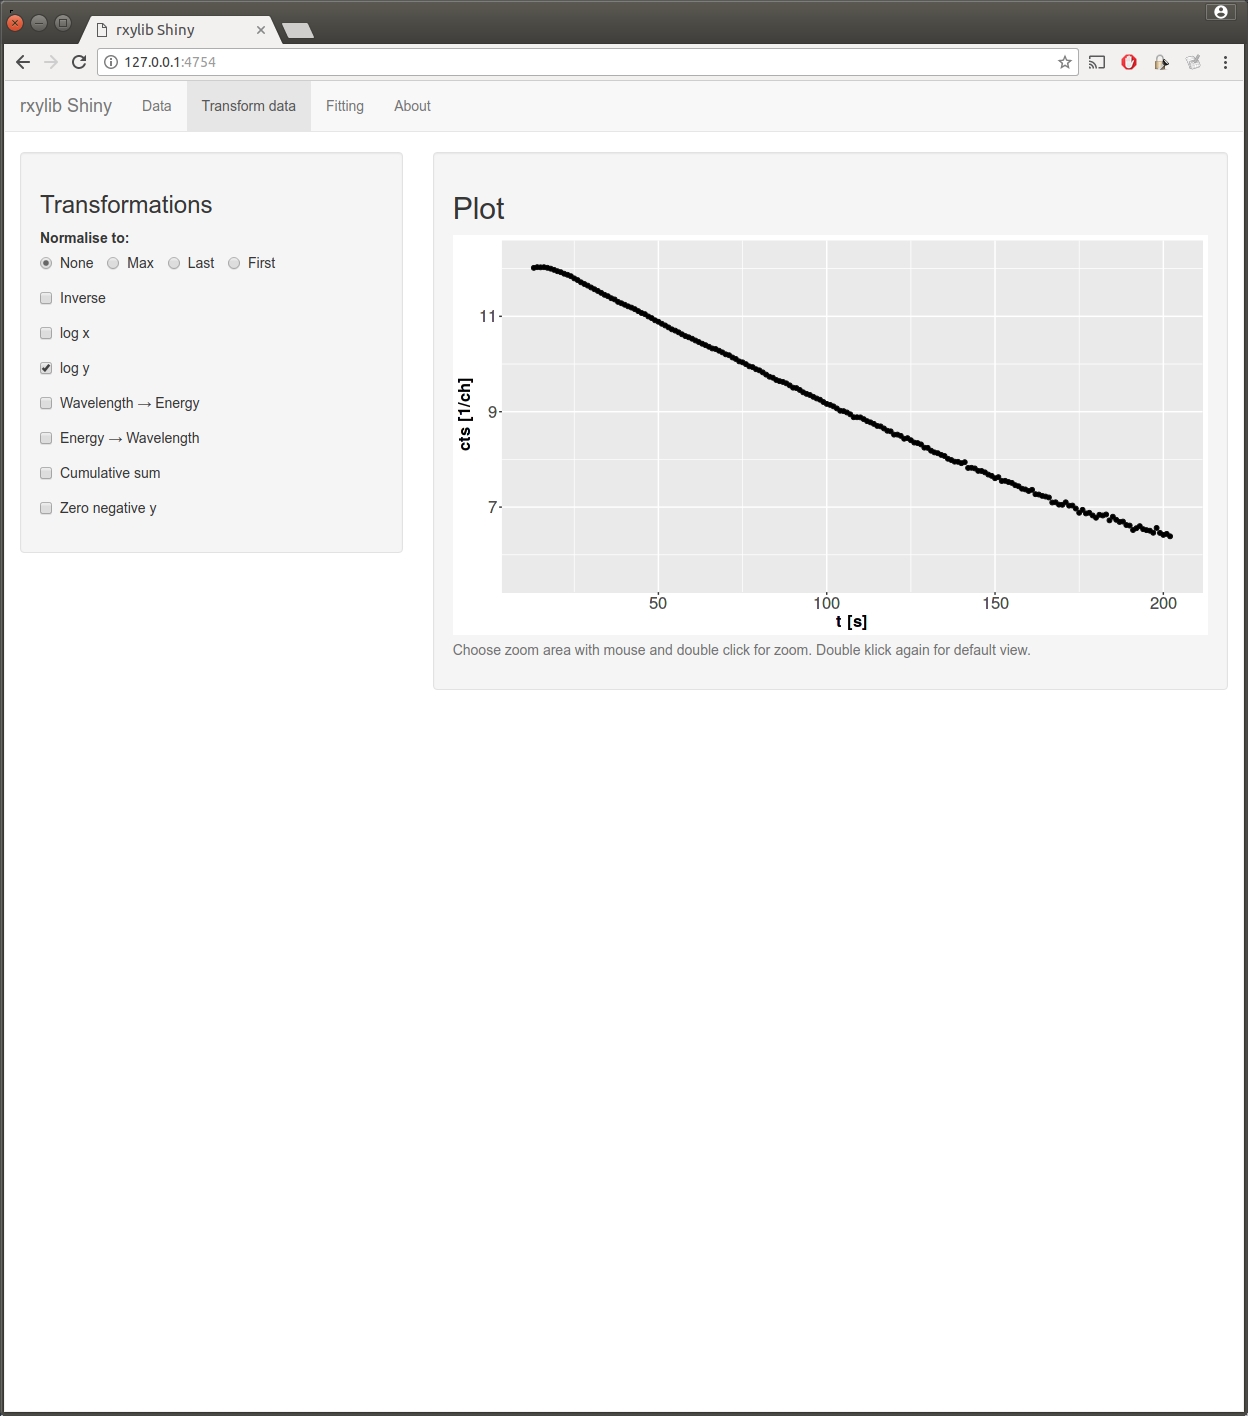 rxylib Shiny
127.0.0.1:4754
rxylib Shiny Data Transform data Fitting About
Transformations
Normalise to:
None Max Last First
Inverse
log x
log y
Wavelength → Energy
Energy → Wavelength
Cumulative sum
Zero negative y
Plot
cts [1/ch]
11
9
7
50 100 150 200
t [s]
Choose zoom area with mouse and double click for zoom. Double klick again for default view.